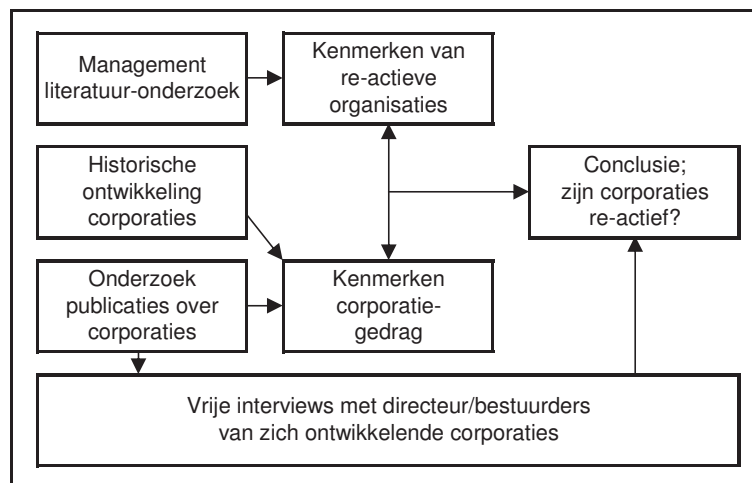 Management
literatuur-onderzoek
Kenmerken van
re-actieve
organisaties
Historische
ontwikkeling
corporaties
Conclusie;
zijn corporaties
re-actief?
Onderzoek
publicaties over
corporaties
Kenmerken
corporatie-
gedrag
Vrije interviews met directeur/bestuurders
van zich ontwikkelende corporaties